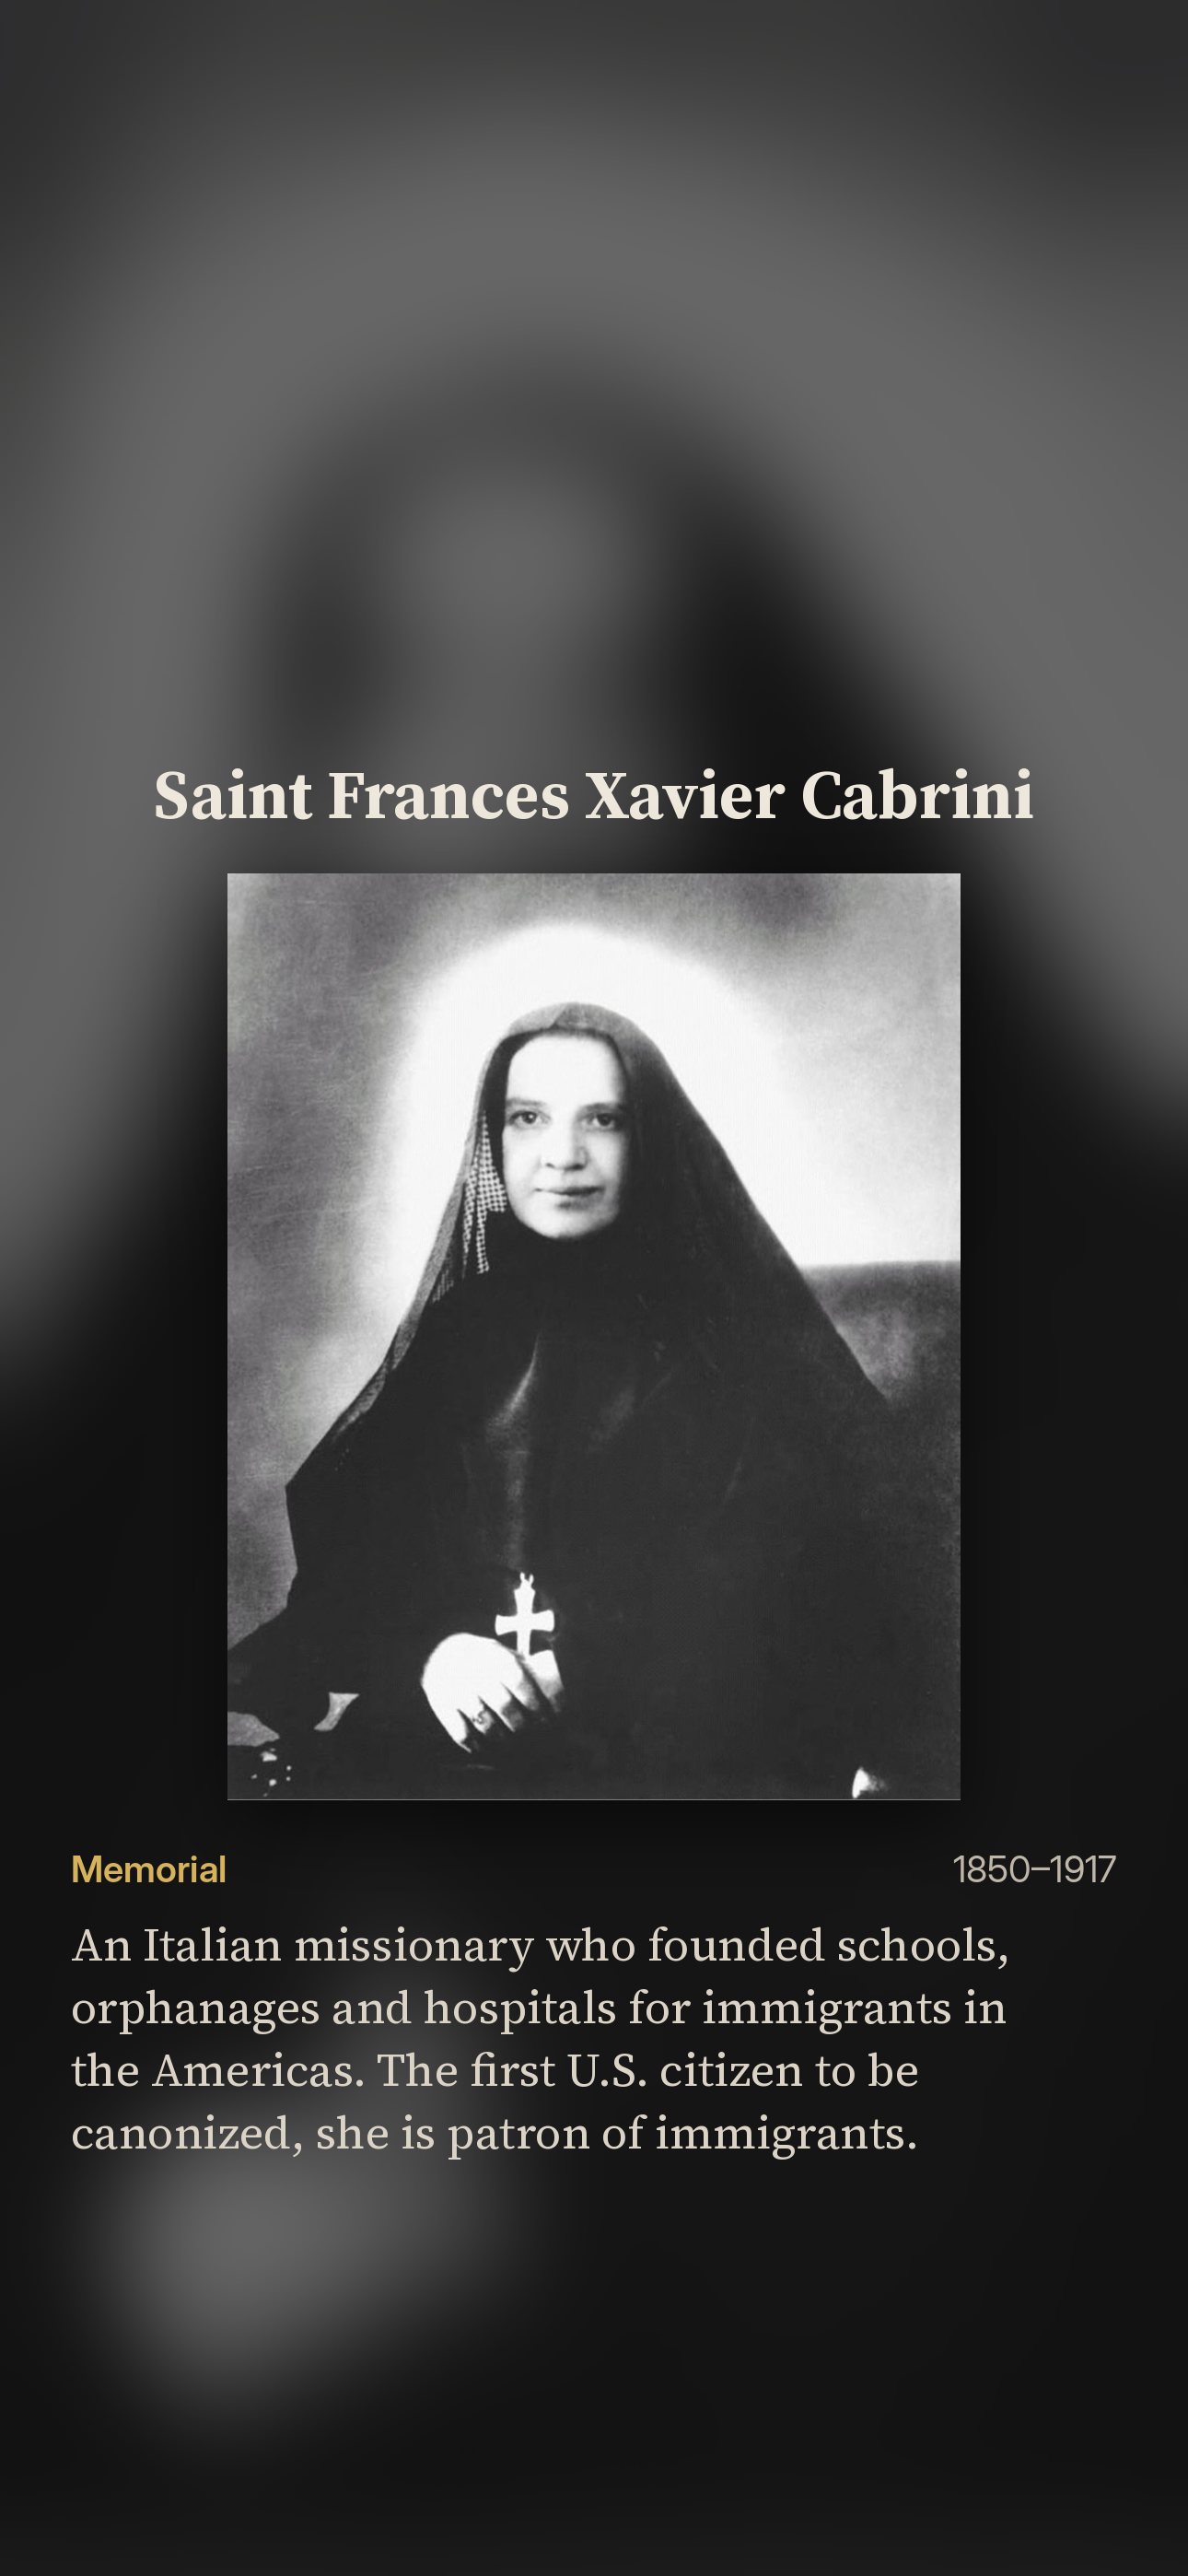 Saint Frances Xavier Cabrini
Memorial
1850–1917
An Italian missionary who founded schools,
orphanages and hospitals for immigrants in
the Americas. The first U.S. citizen to be
canonized, she is patron of immigrants.